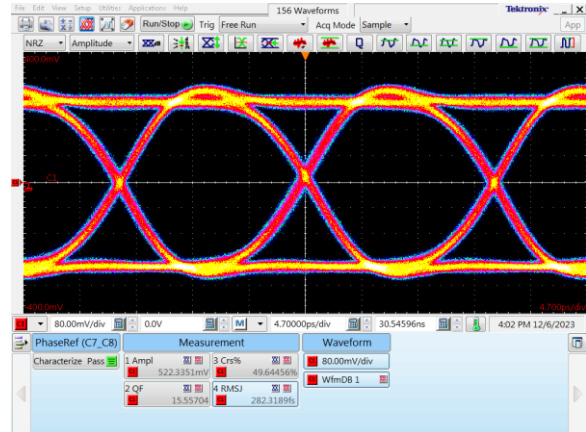 File Edit View Setup Utilities Applications Help 156 Waveforms Tektronix
Run/Stop Trig Free Run Acq Mode Sample App
NRZ Amplitude Q
400.0mV
C1
-400.0mV 4.700ps/div
C1 80.00mV/div 0.0V M 4.70000ps/div 30.54596ns 4:02 PM 12/6/2023
PhaseRef (C7_C8) Measurement Waveform
Characterize Pass 1 Ampl 3 Crs% 80.00mV/div
522.3351mV 49.64456%
2 QF 4 RMSJ WfmDB 1
15.55704 282.3189fs